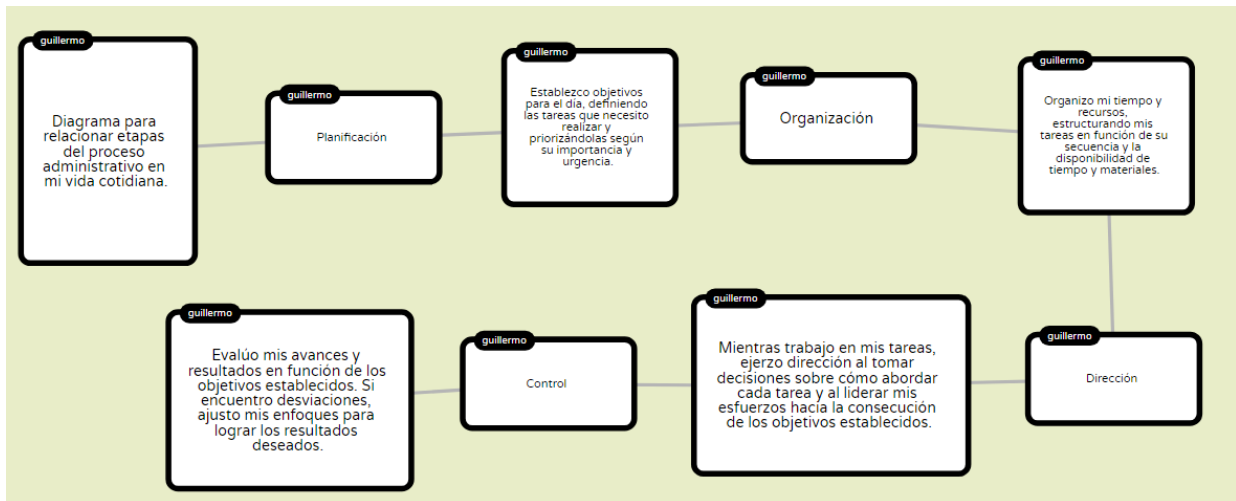 guillermo
Diagrama para
relacionar etapas
del proceso
administrativo en
mi vida cotidiana.
guillermo
Planificación
guillermo
Establezco objetivos
para el día, definiendo
las tareas que necesito
realizar y
priorizándolas según
su importancia y
urgencia.
guillermo
Organización
guillermo
Organizo mi tiempo y
recursos,
estructurando mis
tareas en función de su
secuencia y la
disponibilidad de
tiempo y materiales.
guillermo
Dirección
guillermo
Mientras trabajo en mis tareas,
ejerzo dirección al tomar
decisiones sobre cómo abordar
cada tarea y al liderar mis
esfuerzos hacia la consecución
de los objetivos establecidos.
guillermo
Control
guillermo
Evalúo mis avances y
resultados en función de los
objetivos establecidos. Si
encuentro desviaciones,
ajusto mis enfoques para
lograr los resultados
deseados.